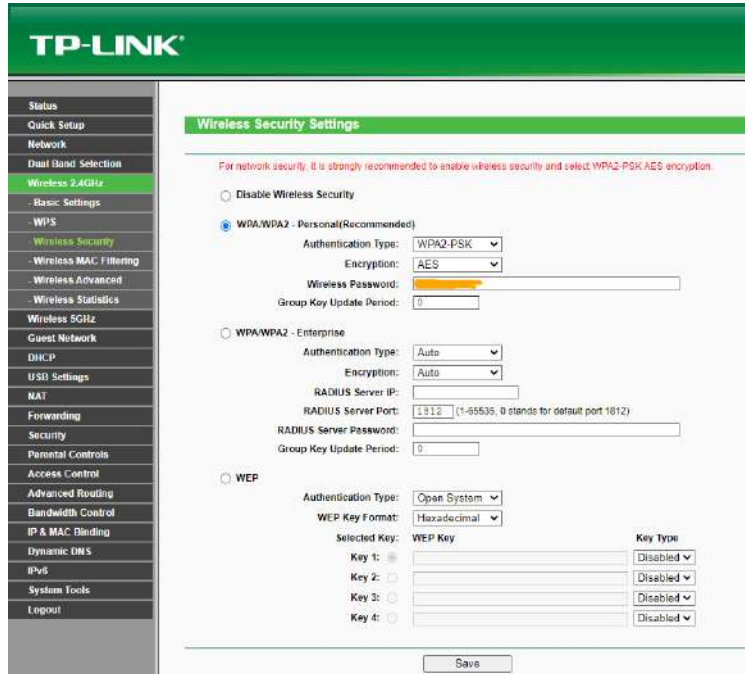 TP-LINK®
Status
Quick Setup
Network
Dual Band Selection
Wireless 2.4GHz
- Basic Settings
- WPS
- Wireless Security
- Wireless MAC Filtering
- Wireless Advanced
- Wireless Statistics
Wireless 5GHz
Guest Network
DHCP
USB Settings
NAT
Forwarding
Security
Parental Controls
Access Control
Advanced Routing
Bandwidth Control
IP & MAC Binding
Dynamic DNS
IPv6
System Tools
Logout
Wireless Security Settings
For network security, it is strongly recommended to enable wireless security and select WPA2-PSK AES encryption.
Disable Wireless Security
WPA/WPA2 - Personal(Recommended)
Authentication Type: WPA2-PSK
Encryption: AES
Wireless Password:
Group Key Update Period: 0
WPA/WPA2 - Enterprise
Authentication Type: Auto
Encryption: Auto
RADIUS Server IP:
RADIUS Server Port: 1812 (1-65535, 0 stands for default port 1812)
RADIUS Server Password:
Group Key Update Period: 0
WEP
Authentication Type: Open System
WEP Key Format: Hexadecimal
Selected Key: WEP Key Key Type
Key 1: Disabled
Key 2: Disabled
Key 3: Disabled
Key 4: Disabled
Save